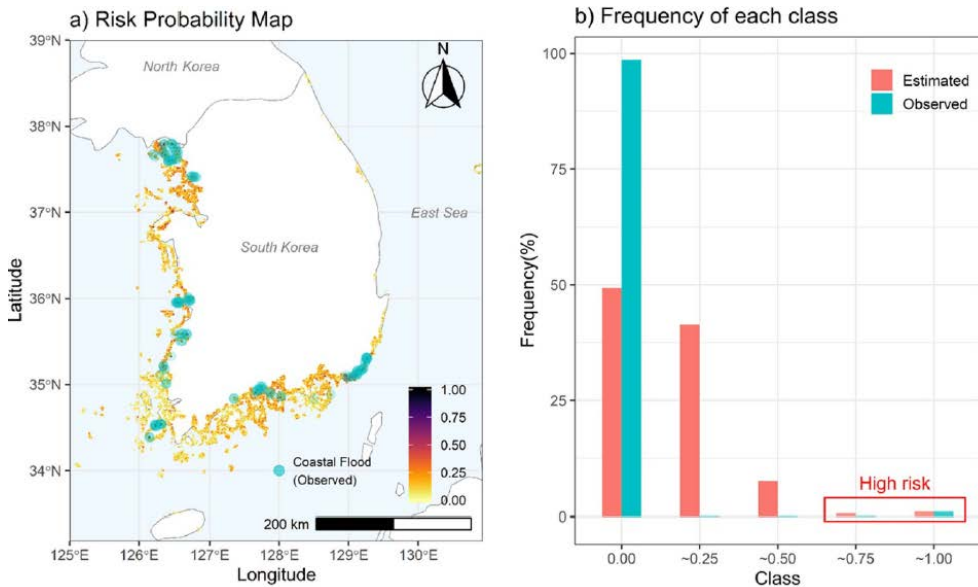 a) Risk Probability Map
39°N
38°N
37°N
36°N
35°N
34°N
Latitude
North Korea
N
East Sea
South Korea
1.00
0.75
0.50
0.25
0.00
Coastal Flood
(Observed)
200 km
125°E
126°E
127°E
128°E
129°E
130°E
Longitude
b) Frequency of each class
100
75
50
25
0
Frequency(%)
Estimated
Observed
High risk
0.00
~0.25
~0.50
~0.75
~1.00
Class